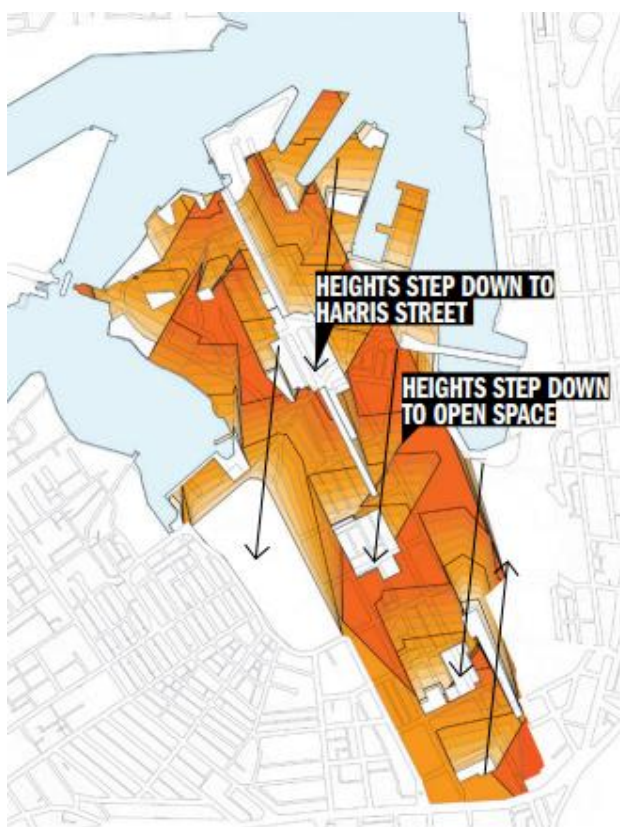 HEIGHTS STEP DOWN TO
HARRIS STREET
HEIGHTS STEP DOWN
TO OPEN SPACE